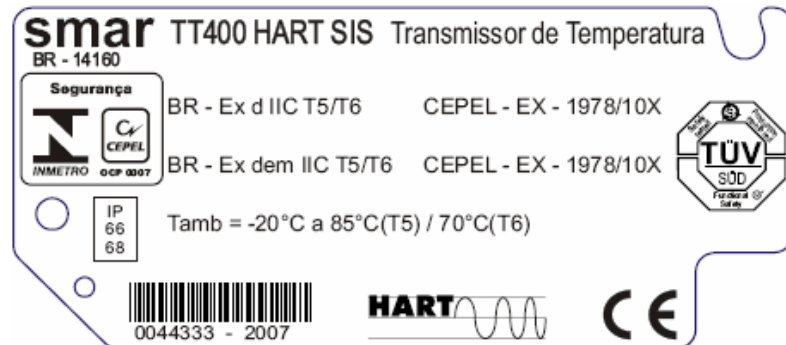 smar TT400 HART SIS Transmissor de Temperatura
BR - 14160
Segurança
INMETRO
CEPEL
OCP 0007
BR - Ex d IIC T5/T6 CEPEL - EX - 1978/10X
BR - Ex dem IIC T5/T6 CEPEL - EX - 1978/10X
TÜV
SÜD
Functional
Safety
IP
66
68
Tamb = -20°C a 85°C(T5) / 70°C(T6)
0044333 - 2007
HART
CE